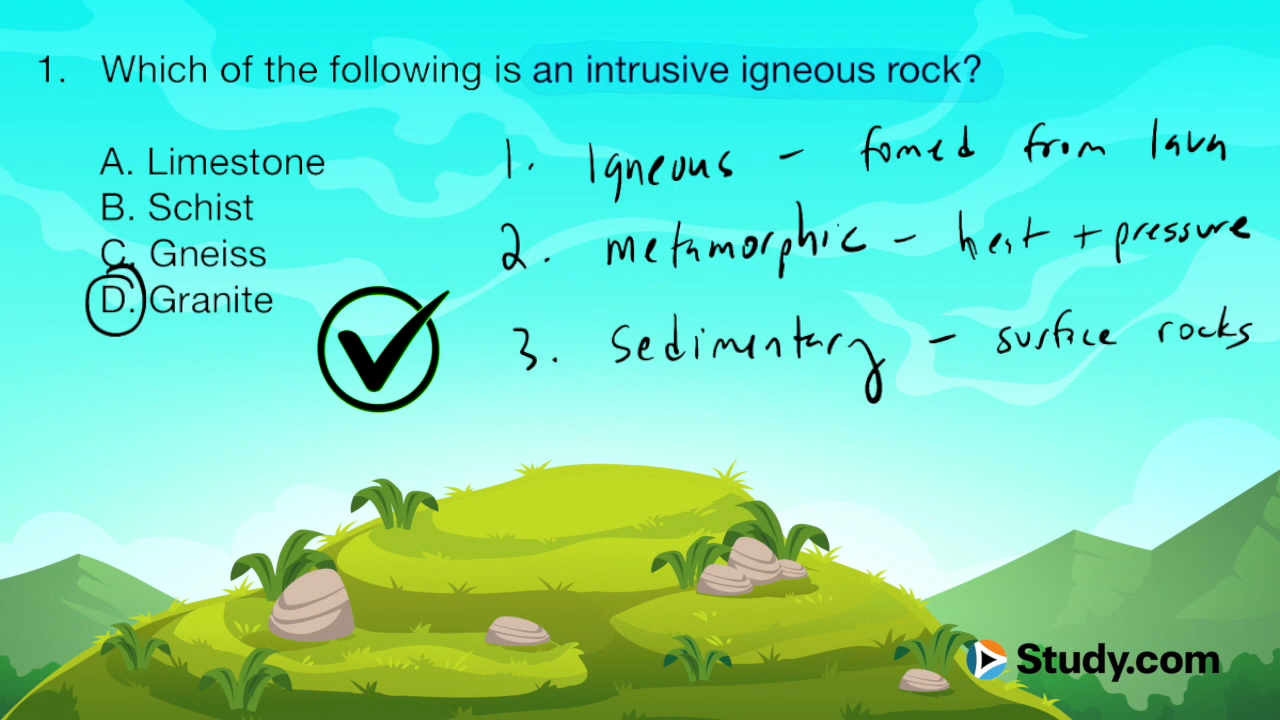 1. Which of the following is an intrusive igneous rock?
A. Limestone
B. Schist
C. Gneiss
D. Granite
1. Igneous - fomed from lava
2. metamorphic - heat + pressure
3. Sedimentary - surface rocks
Study.com